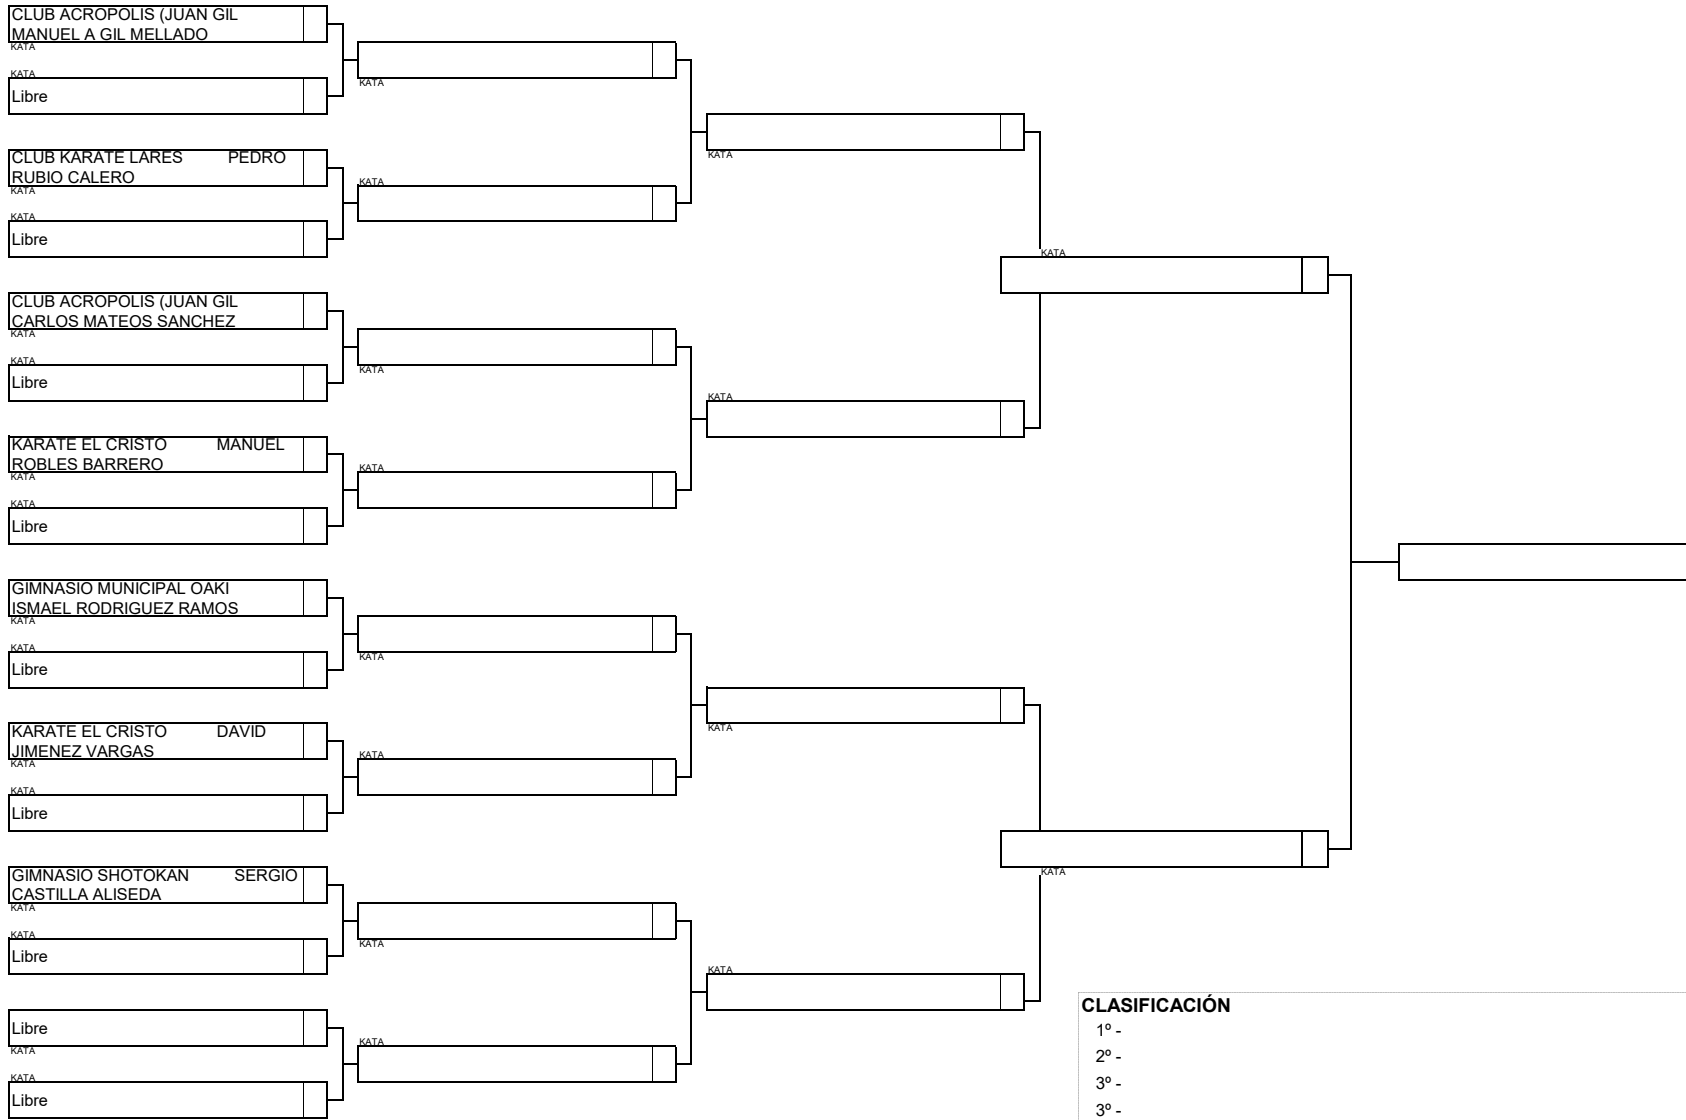 CLUB ACROPOLIS (JUAN GIL
MANUEL A GIL MELLADO
KATA
KATA
Libre
CLUB KARATE LARES PEDRO
RUBIO CALERO
KATA
KATA
Libre
CLUB ACROPOLIS (JUAN GIL
CARLOS MATEOS SANCHEZ
KATA
KATA
Libre
KARATE EL CRISTO MANUEL
ROBLES BARRERO
KATA
KATA
Libre
GIMNASIO MUNICIPAL OAKI
ISMAEL RODRIGUEZ RAMOS
KATA
KATA
Libre
KARATE EL CRISTO DAVID
JIMENEZ VARGAS
KATA
KATA
Libre
GIMNASIO SHOTOKAN SERGIO
CASTILLA ALISEDA
KATA
KATA
Libre
Libre
KATA
KATA
Libre
KATA
KATA
KATA
KATA
KATA
KATA
KATA
KATA
KATA
KATA
KATA
KATA
KATA
KATA
CLASIFICACIÓN
1º -
2º -
3º -
3º -